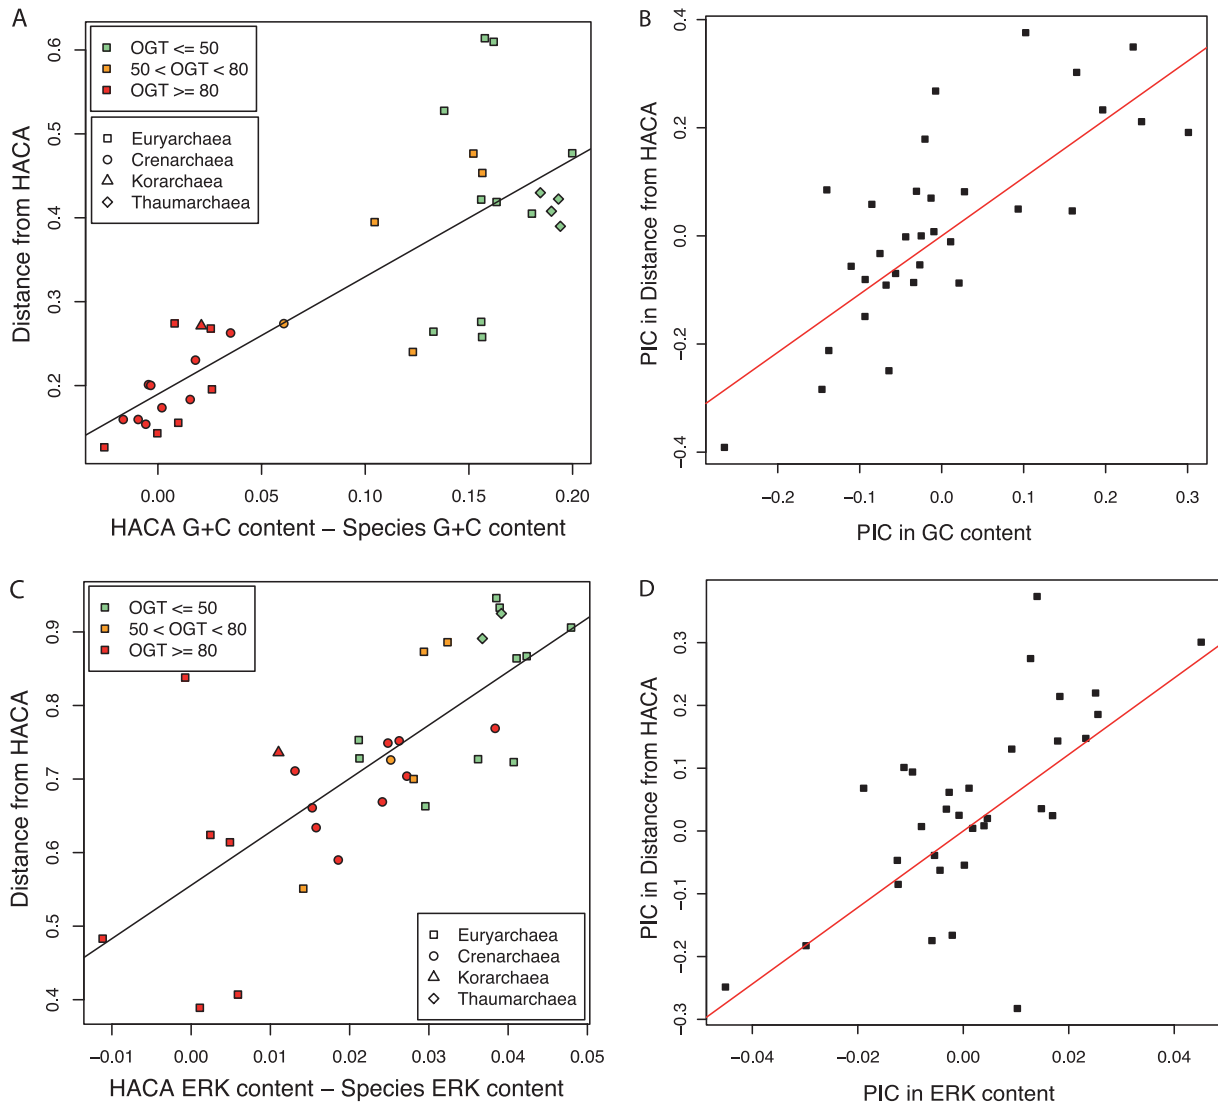 A
OGT <= 50
50 < OGT < 80
OGT >= 80
Euryarchaea
Crenarchaea
Korarchaea
Thaumarchaea
Distance from HACA
0.2
0.3
0.4
0.5
0.6
0.00
0.05
0.10
0.15
0.20
HACA G+C content – Species G+C content
B
PIC in Distance from HACA
−0.4
−0.2
0.0
0.2
0.4
−0.2
−0.1
0.0
0.1
0.2
0.3
PIC in GC content
C
OGT <= 50
50 < OGT < 80
OGT >= 80
Euryarchaea
Crenarchaea
Korarchaea
Thaumarchaea
Distance from HACA
0.4
0.5
0.6
0.7
0.8
0.9
−0.01
0.00
0.01
0.02
0.03
0.04
0.05
HACA ERK content – Species ERK content
D
PIC in Distance from HACA
−0.3
−0.2
−0.1
0.0
0.1
0.2
0.3
−0.04
−0.02
0.00
0.02
0.04
PIC in ERK content